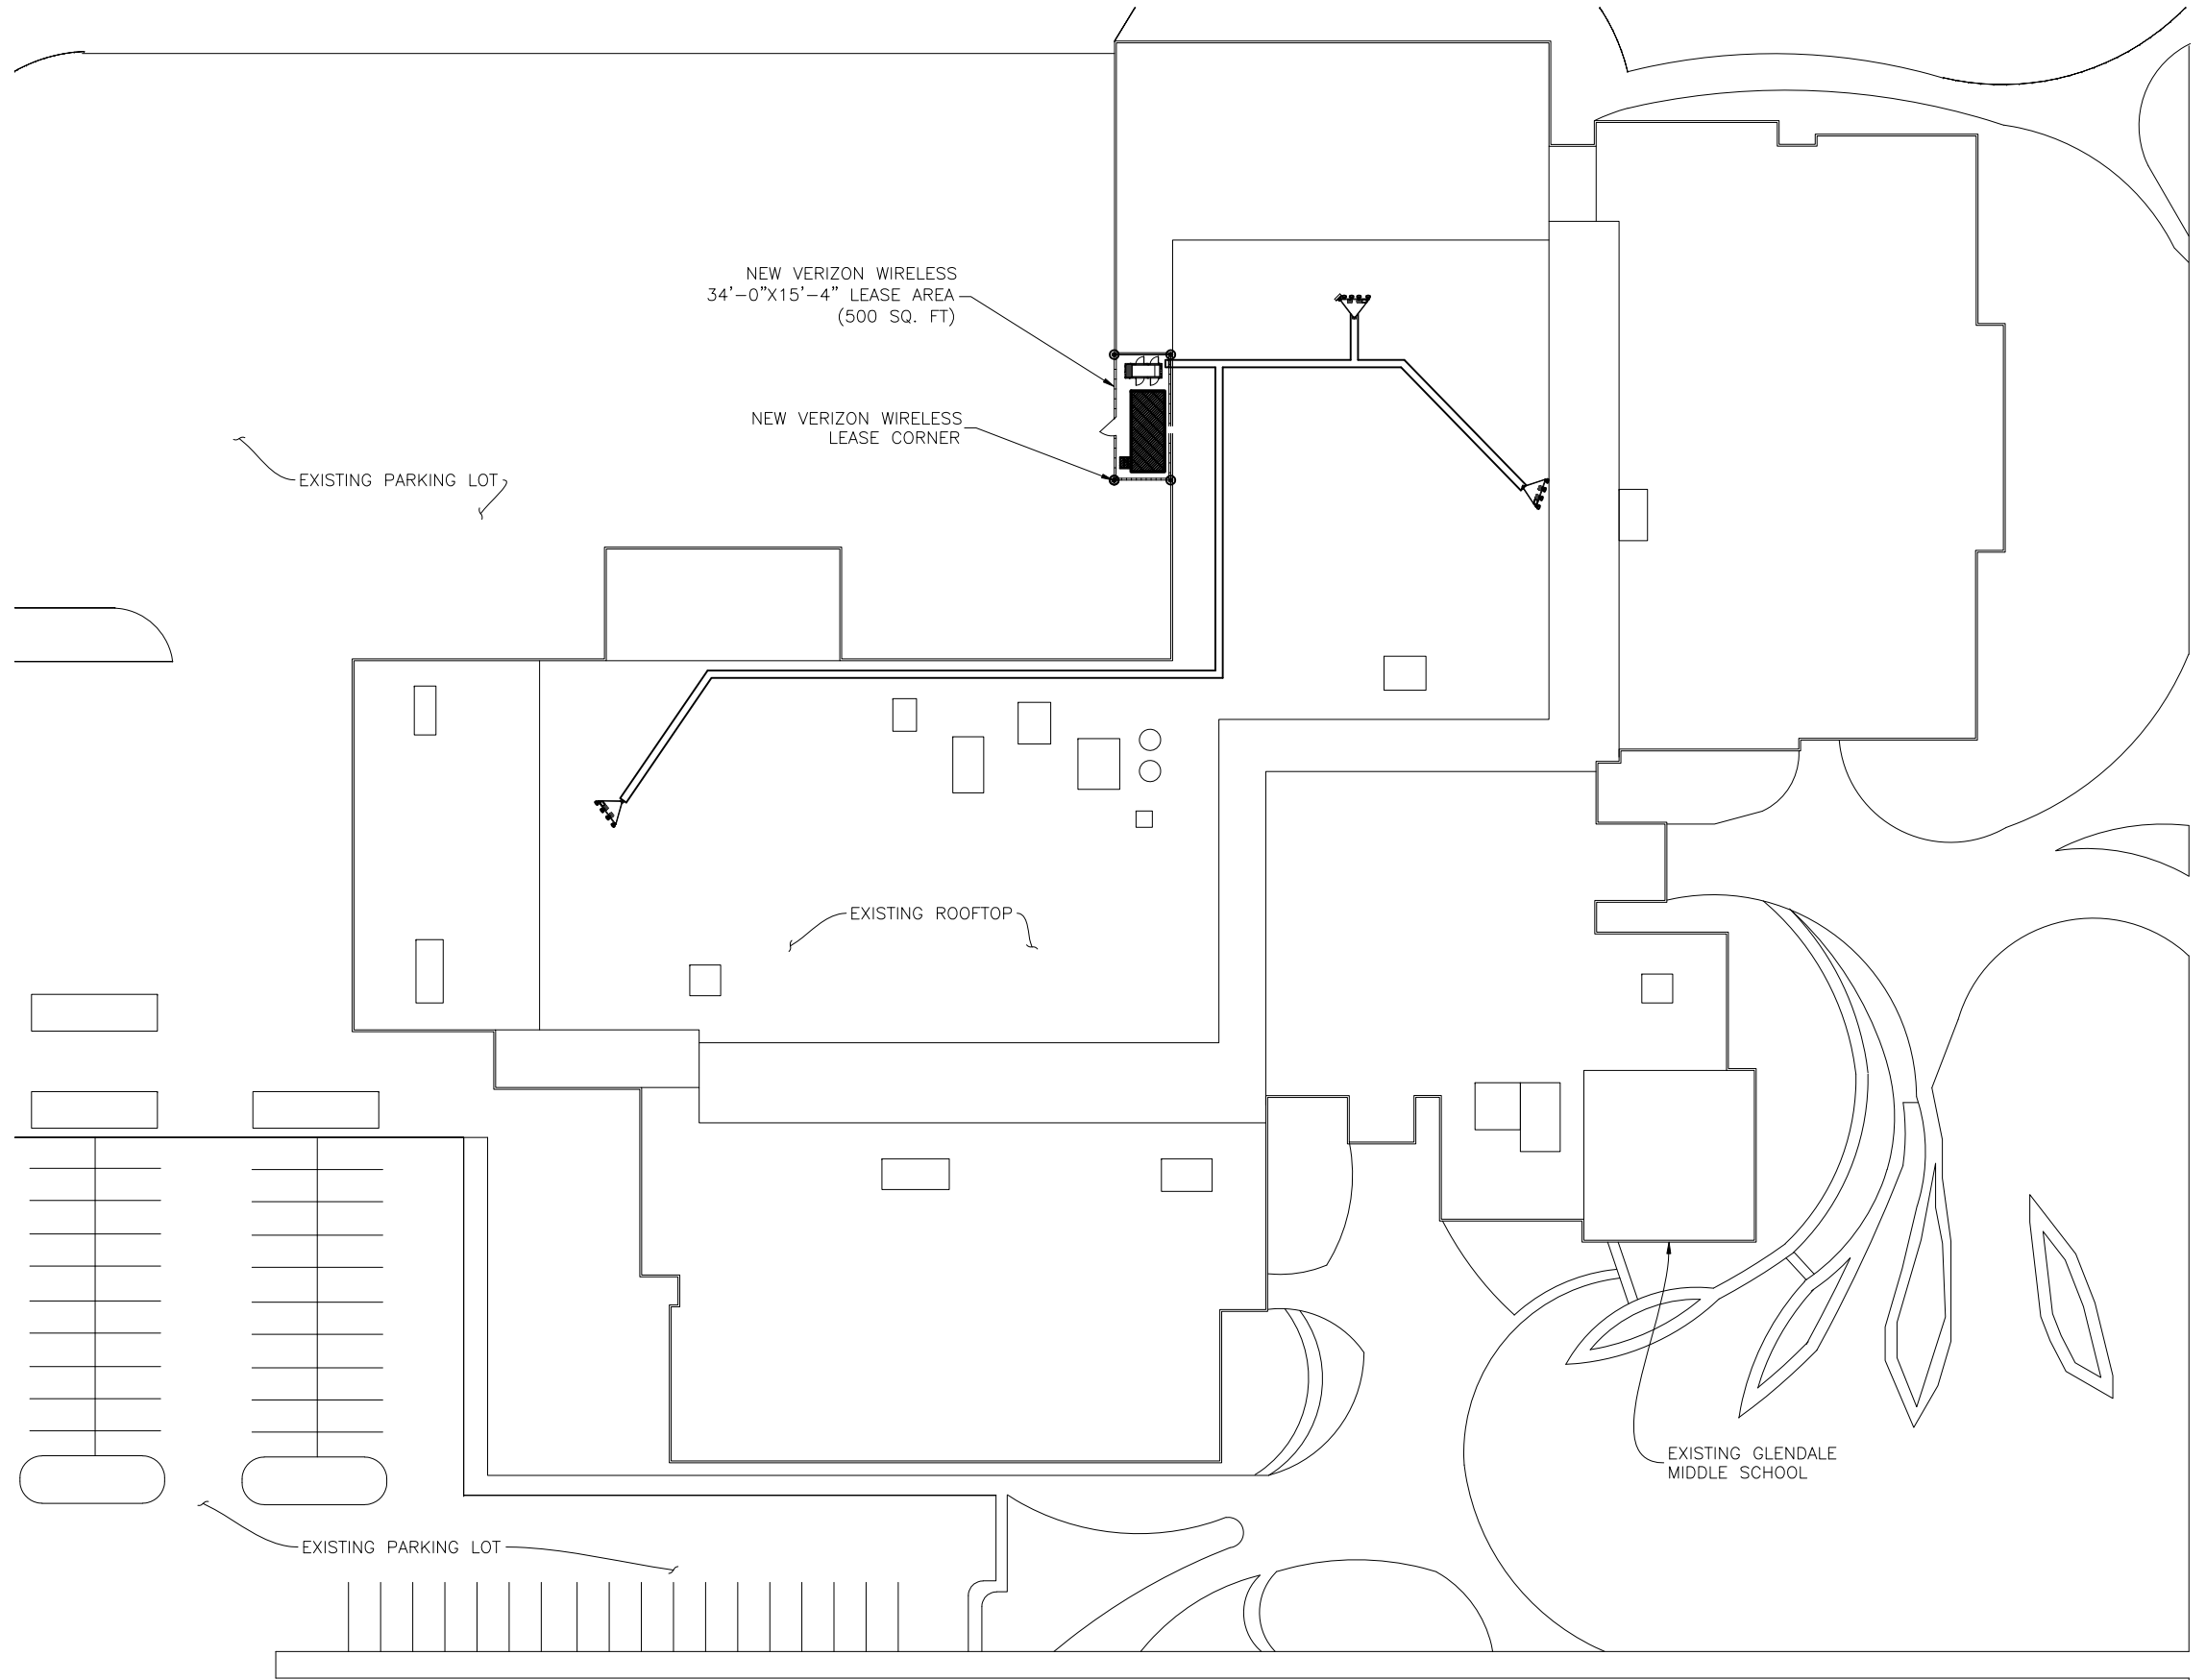 NEW VERIZON WIRELESS
34'-0"X15'-4" LEASE AREA
(500 SQ. FT)
NEW VERIZON WIRELESS
LEASE CORNER
EXISTING PARKING LOT
EXISTING ROOFTOP
EXISTING GLENDALE
MIDDLE SCHOOL
EXISTING PARKING LOT